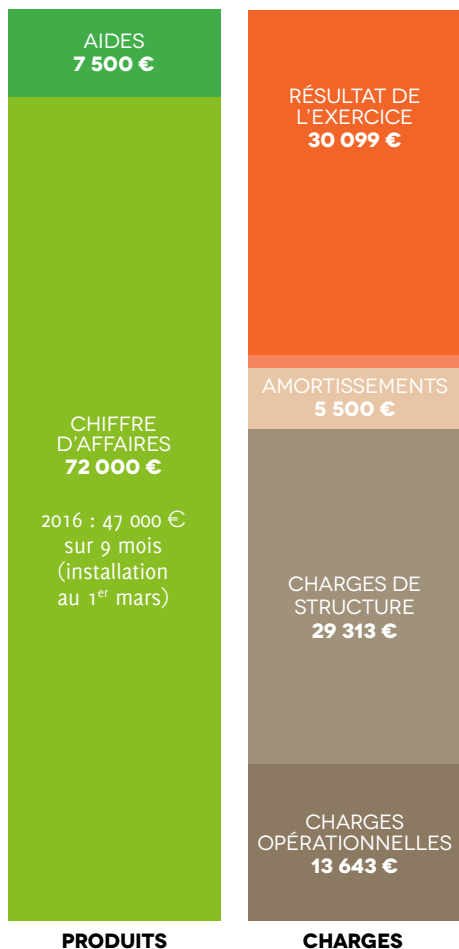 AIDES
7 500 €
CHIFFRE
D'AFFAIRES
72 000 €
2016 : 47 000 €
sur 9 mois
(installation
au 1er mars)
PRODUITS
RÉSULTAT DE
L'EXERCICE
30 099 €
AMORTISSEMENTS
5 500 €
CHARGES DE
STRUCTURE
29 313 €
CHARGES
OPÉRATIONNELLES
13 643 €
CHARGES